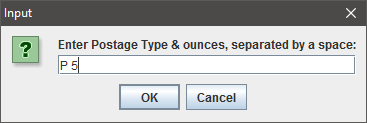 Input
Enter Postage Type & ounces, separated by a space:
P 5
OK Cancel